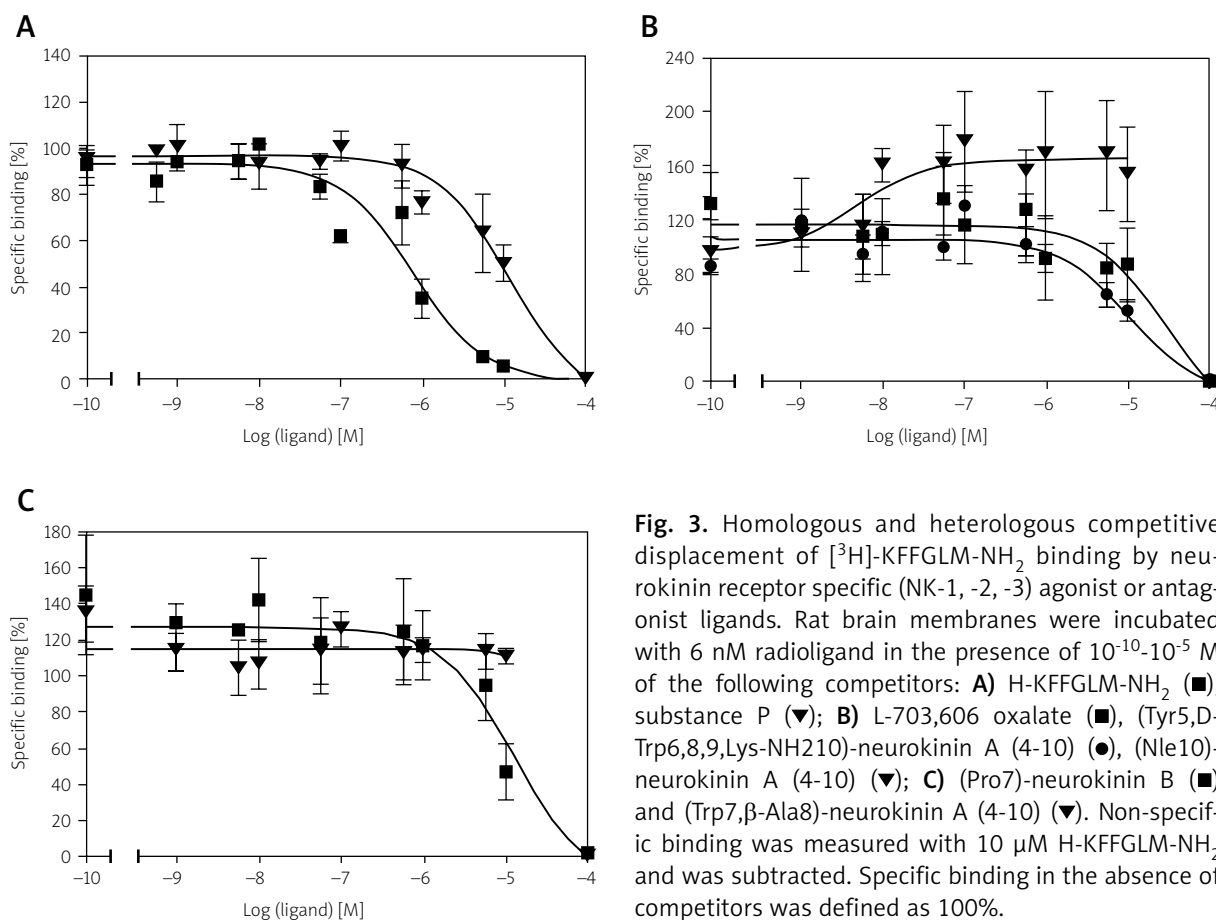 A
140
120
100
80
60
40
20
0
Specific binding [%]
–10 –9 –8 –7 –6 –5 –4
Log (ligand) [M]
B
240
200
160
120
80
40
0
Specific binding [%]
–10 –9 –8 –7 –6 –5 –4
Log (ligand) [M]
C
180
160
140
120
100
80
60
40
20
0
Specific binding [%]
–10 –9 –8 –7 –6 –5 –4
Log (ligand) [M]
Fig. 3. Homologous and heterologous competitive
displacement of [³H]-KFFGLM-NH₂ binding by neu-
rokinin receptor specific (NK-1, -2, -3) agonist or antag-
onist ligands. Rat brain membranes were incubated
with 6 nM radioligand in the presence of 10⁻¹⁰-10⁻⁵ M
of the following competitors: A) H-KFFGLM-NH₂ (■),
substance P (▼); B) L-703,606 oxalate (■), (Tyr5,D-
Trp6,8,9,Lys-NH210)-neurokinin A (4-10) (●), (Nle10)-
neurokinin A (4-10) (▼); C) (Pro7)-neurokinin B (■)
and (Trp7,β-Ala8)-neurokinin A (4-10) (▼). Non-specif-
ic binding was measured with 10 μM H-KFFGLM-NH₂
and was subtracted. Specific binding in the absence of
competitors was defined as 100%.